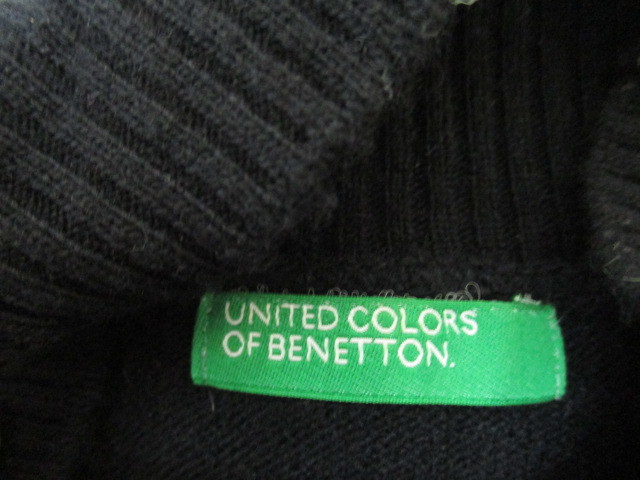 UNITED COLORS
OF BENETTON.